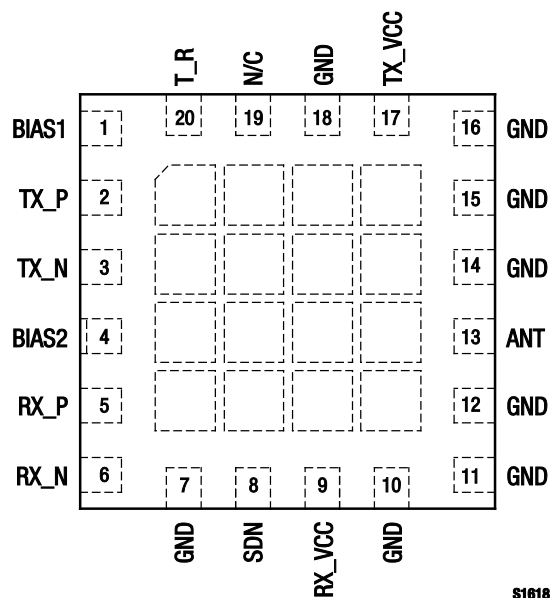 T_R N/C GND TX_VCC
20 19 18 17
BIAS1 1 16 GND
TX_P 2 15 GND
TX_N 3 14 GND
BIAS2 4 13 ANT
RX_P 5 12 GND
RX_N 6 11 GND
7 8 9 10
GND SDN RX_VCC GND
S1618